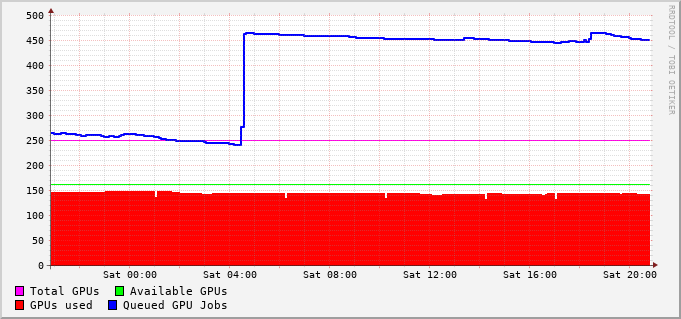 500
450
400
350
300
250
200
150
100
50
0
Sat 00:00 Sat 04:00 Sat 08:00 Sat 12:00 Sat 16:00 Sat 20:00
Total GPUs Available GPUs
GPUs used Queued GPU Jobs
RRDTOOL / TOBI OETIKER